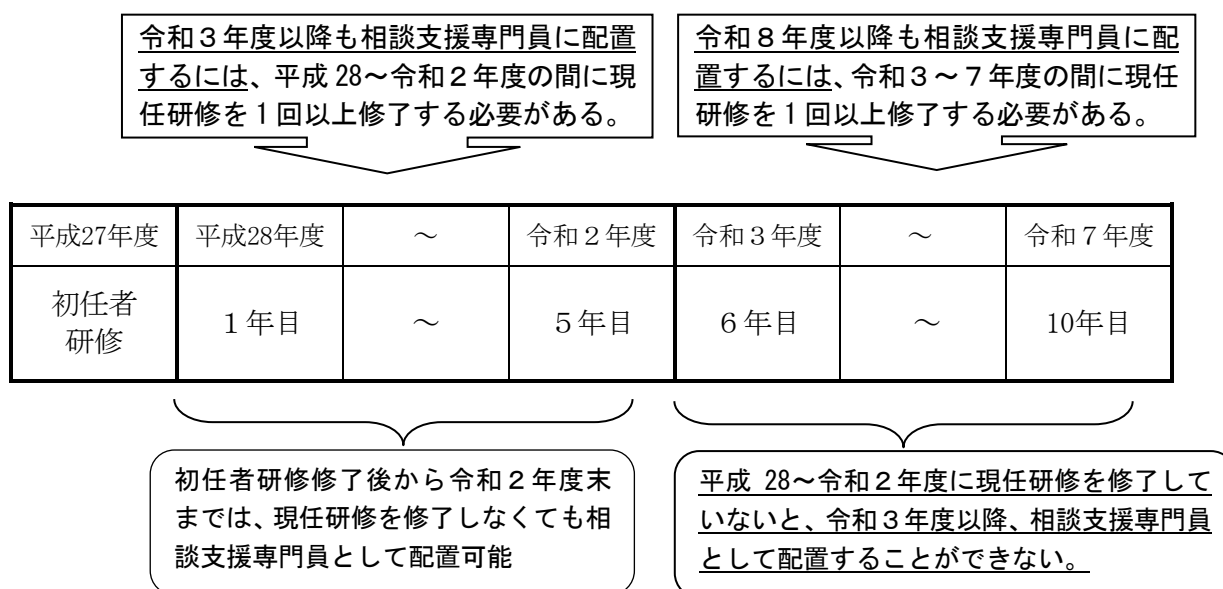 令和３年度以降も相談支援専門員に配置
するには、平成 28～令和２年度の間に現
任研修を１回以上修了する必要がある。
令和８年度以降も相談支援専門員に配
置するには、令和３～７年度の間に現任
研修を１回以上修了する必要がある。
平成27年度 平成28年度 ～ 令和２年度 令和３年度 ～ 令和７年度
初任者
研修
１年目 ～ ５年目 ６年目 ～ 10年目
初任者研修修了後から令和２年度末
までは、現任研修を修了しなくても相
談支援専門員として配置可能
平成 28～令和２年度に現任研修を修了して
いないと、令和３年度以降、相談支援専門員
として配置することができない。